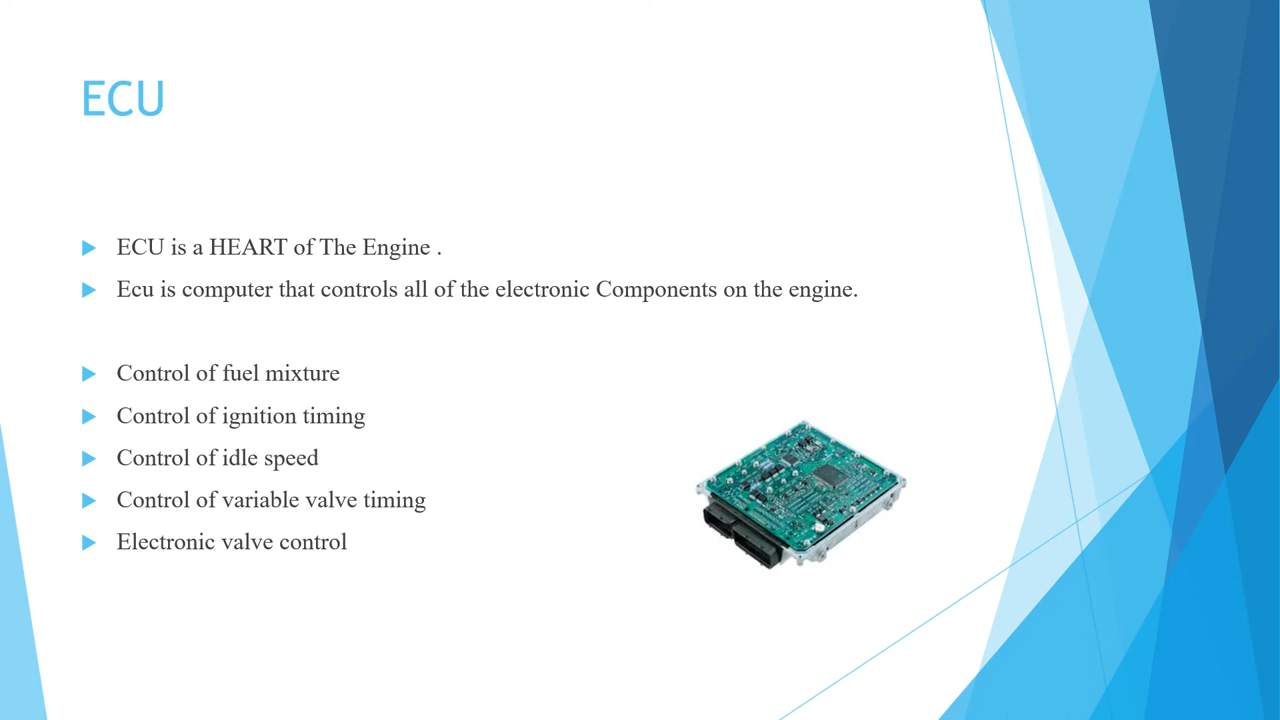 ECU
ECU is a HEART of The Engine .
Ecu is computer that controls all of the electronic Components on the engine.
Control of fuel mixture
Control of ignition timing
Control of idle speed
Control of variable valve timing
Electronic valve control